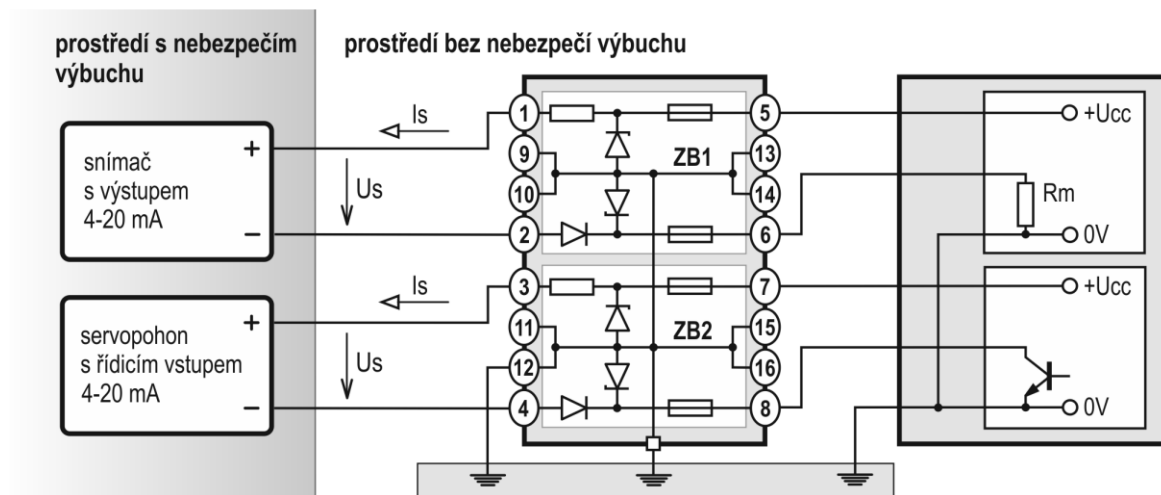 prostředí s nebezpečím
výbuchu
prostředí bez nebezpečí výbuchu
snímač
s výstupem
4-20 mA
+
−
Is
Us
1
9
10
2
ZB1
5
13
14
6
+Ucc
Rm
0V
servopohon
s řídicím vstupem
4-20 mA
+
−
Is
Us
3
11
12
4
ZB2
7
15
16
8
+Ucc
0V